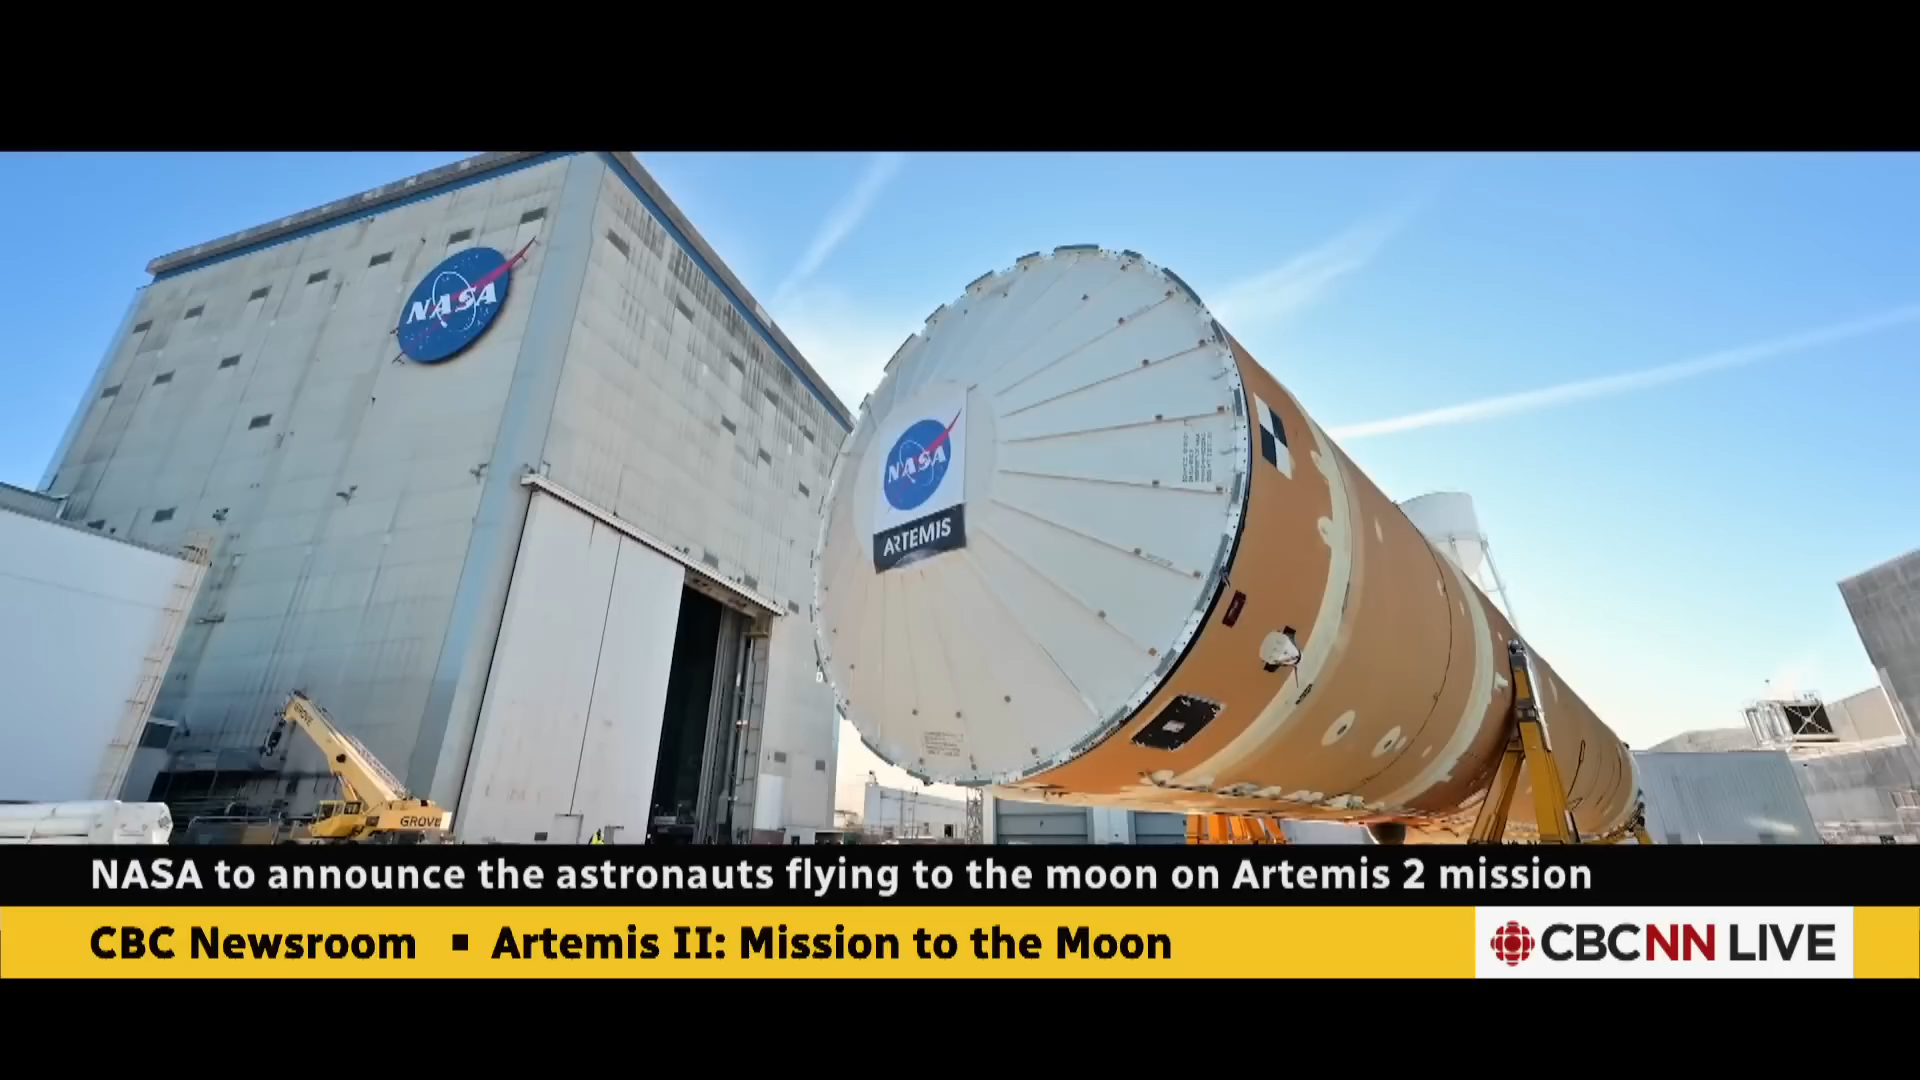 NASA
NASA
ARTEMIS
GROVE
GROVE
NASA to announce the astronauts flying to the moon on Artemis 2 mission
CBC Newsroom ▪ Artemis II: Mission to the Moon
CBCNN LIVE